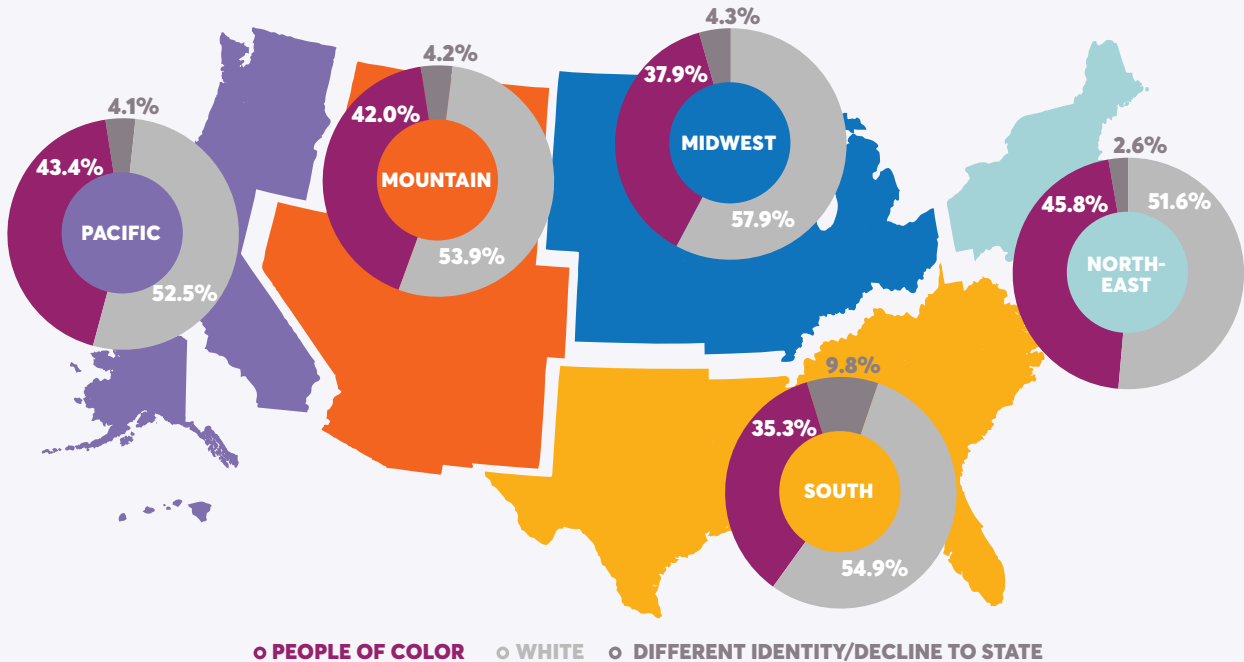 4.1%
43.4%
PACIFIC
52.5%
4.2%
42.0%
MOUNTAIN
53.9%
4.3%
37.9%
MIDWEST
57.9%
2.6%
45.8%
51.6%
NORTH-
EAST
9.8%
35.3%
SOUTH
54.9%
PEOPLE OF COLOR WHITE DIFFERENT IDENTITY/DECLINE TO STATE